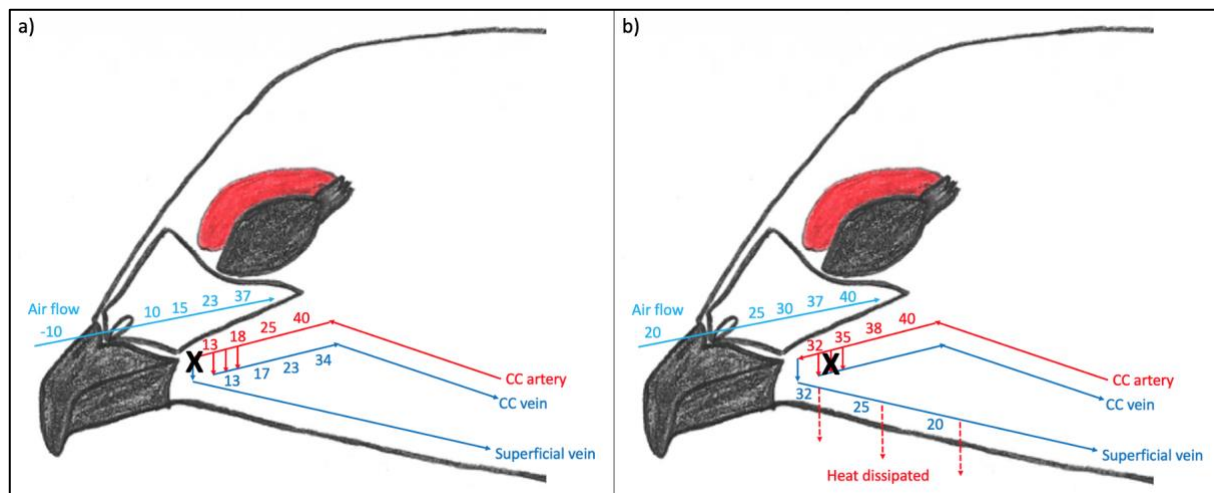 a)
Air flow
-10
10 15 23 37
13 18 25 40
X
13 17 23 34
CC artery
CC vein
Superficial vein
b)
Air flow
20
25 30 37 40
32 35 38 40
X
32 25 20
CC artery
CC vein
Superficial vein
Heat dissipated